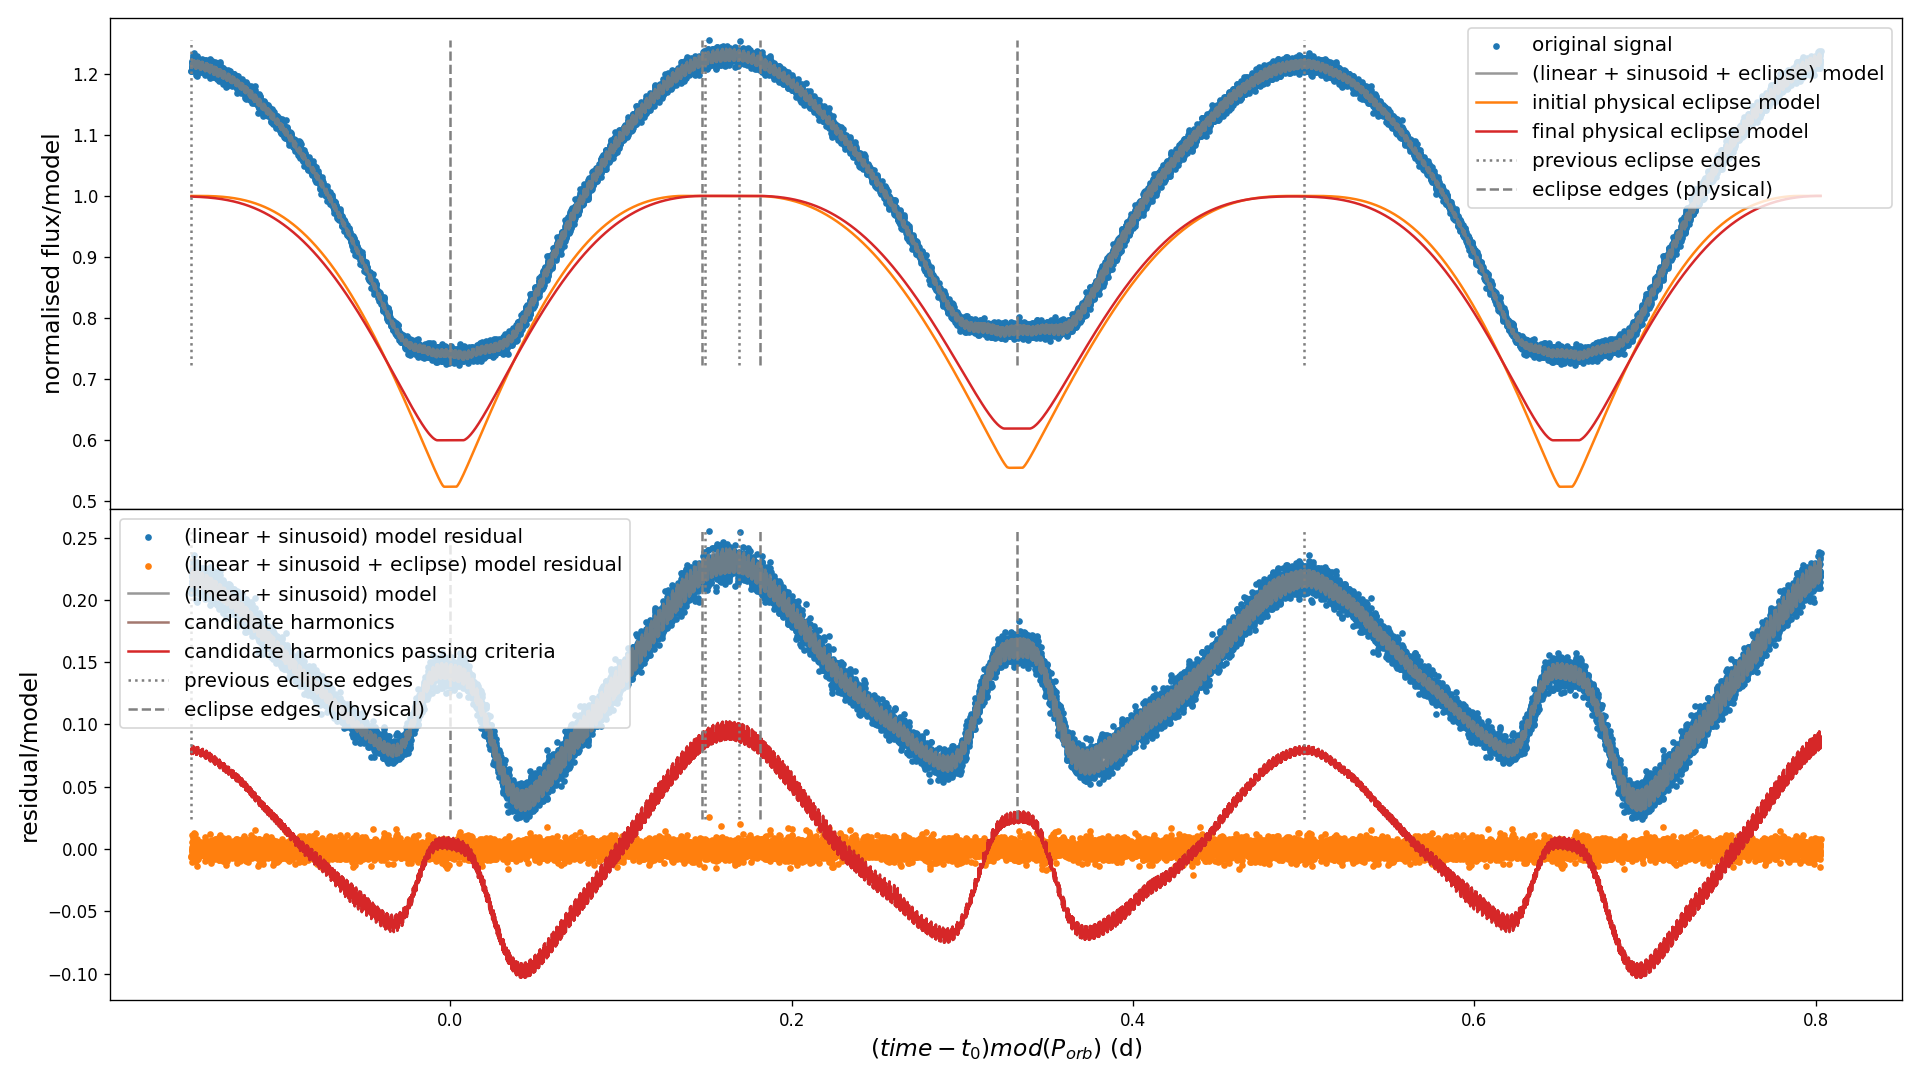 normalised flux/model
1.2
1.1
1.0
0.9
0.8
0.7
0.6
0.5
original signal
(linear + sinusoid + eclipse) model
initial physical eclipse model
final physical eclipse model
previous eclipse edges
eclipse edges (physical)
residual/model
0.25
0.20
0.15
0.10
0.05
0.00
−0.05
−0.10
(linear + sinusoid) model residual
(linear + sinusoid + eclipse) model residual
(linear + sinusoid) model
candidate harmonics
candidate harmonics passing criteria
previous eclipse edges
eclipse edges (physical)
0.0 0.2 0.4 0.6 0.8
(time − t₀)mod(P_orb) (d)